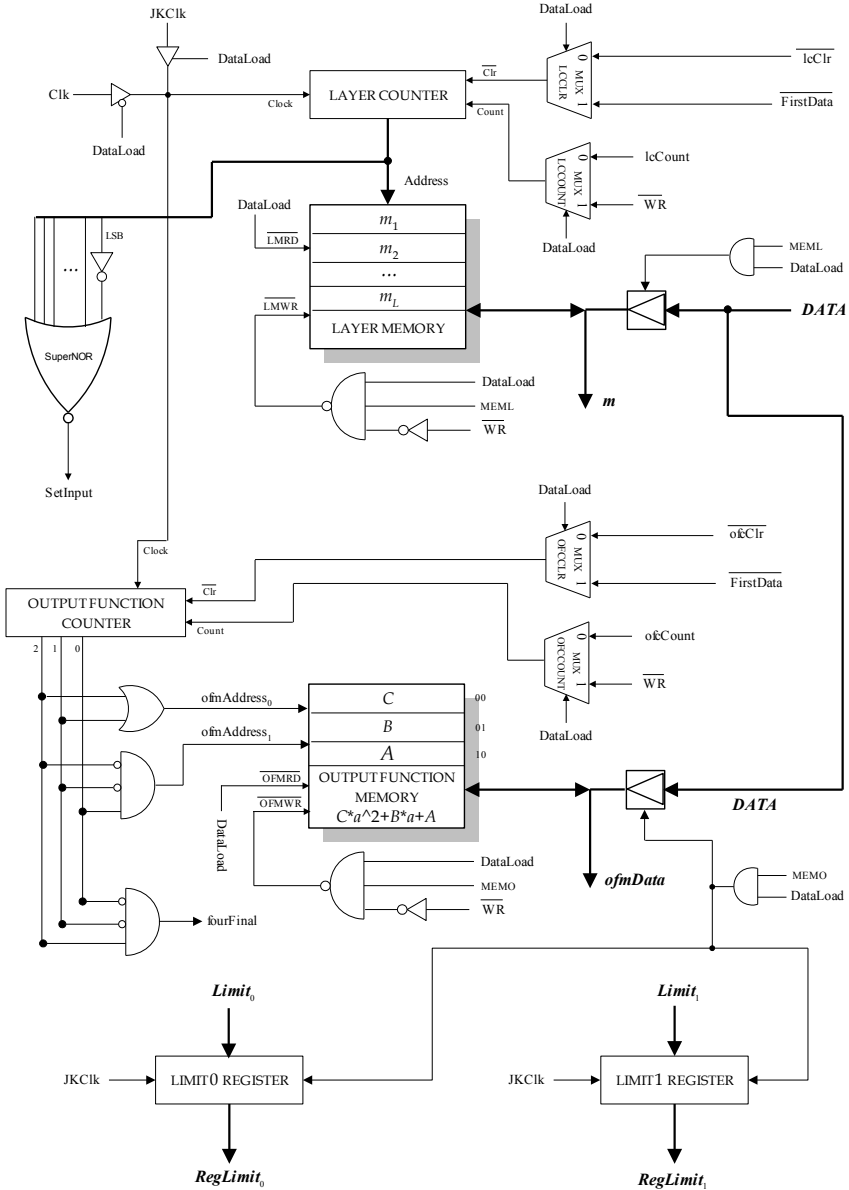 JKClk
DataLoad
DataLoad
Clk
DataLoad
Clock
LAYER COUNTER
Clr
Count
0
MUX
LCCLR
1
lcClr
FirstData
0
MUX
LCCOUNT
1
lcCount
WR
DataLoad
Address
DataLoad
LMRD
LMWR
m1
m2
...
mL
LAYER MEMORY
LSB
...
SuperNOR
SetInput
MEML
DataLoad
DATA
m
DataLoad
MEML
WR
DataLoad
Clock
0
MUX
OFCCLR
1
ofcClr
FirstData
OUTPUT FUNCTION
COUNTER
Clr
Count
2 1 0
0
MUX
OFCCOUNT
1
ofcCount
WR
DataLoad
ofmAddress0
ofmAddress1
C
B
A
00
01
10
OFMRD
OFMWR
DataLoad
OUTPUT FUNCTION
MEMORY
C*a^2+B*a+A
DATA
ofmData
DataLoad
MEMO
WR
MEMO
DataLoad
fourFinal
Limit0
Limit1
JKClk
LIMIT0 REGISTER
JKClk
LIMIT1 REGISTER
RegLimit0
RegLimit1